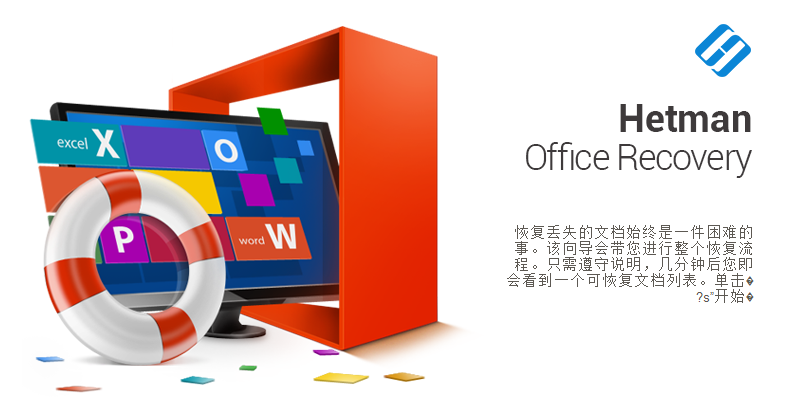 excel X
O
P
word W
Hetman
Office Recovery
恢复丢失的文档始终是一件困难的
事。该向导会带您进行整个恢复流
程。只需遵守说明，几分钟后您即
会看到一个可恢复文档列表。单击�
?s"开始�